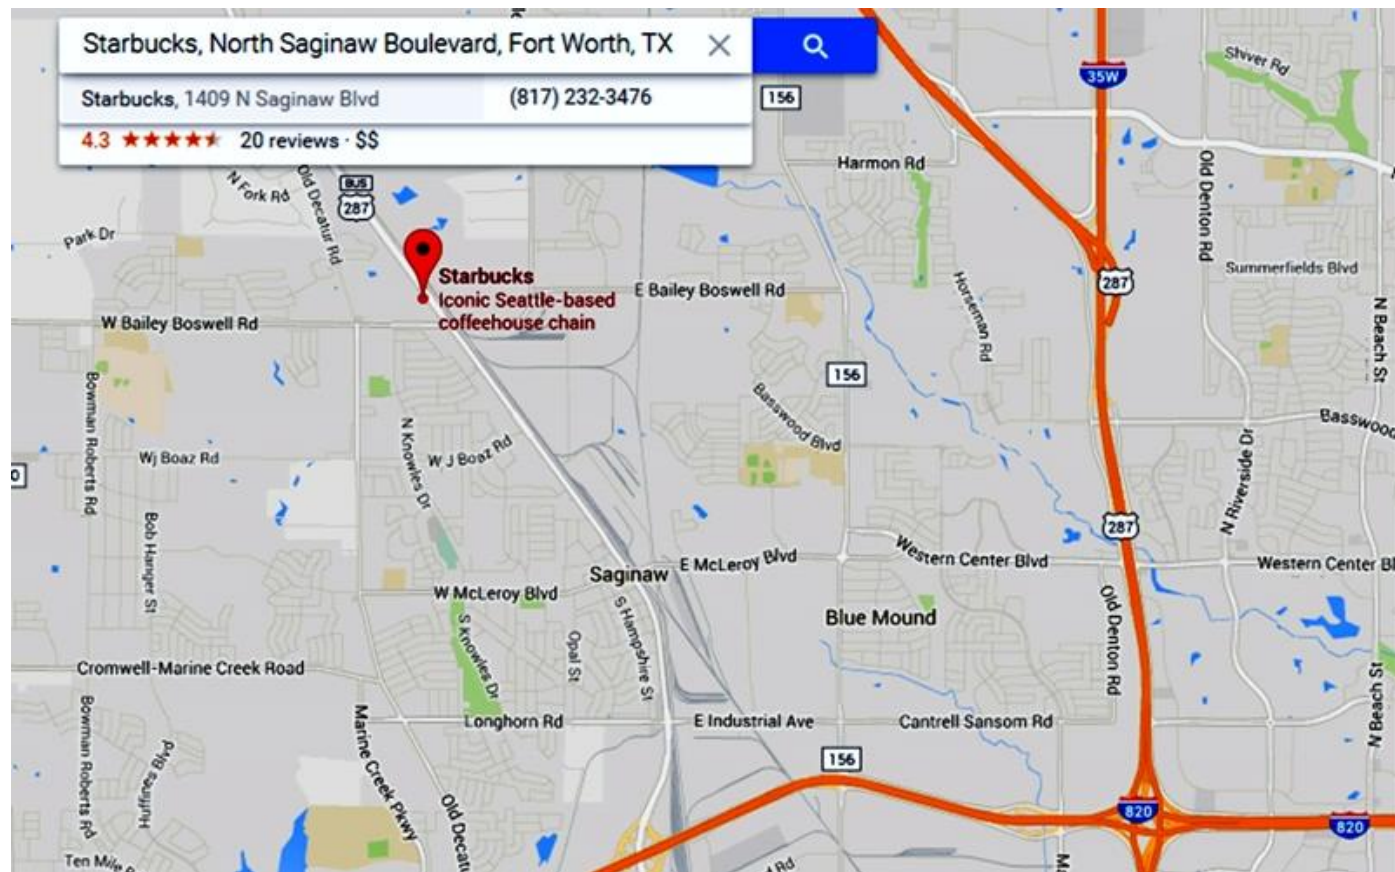 Starbucks, North Saginaw Boulevard, Fort Worth, TX
Starbucks, 1409 N Saginaw Blvd
(817) 232-3476
4.3
20 reviews · $$
156
35W
Shiver Rd
Harmon Rd
Old Denton Rd
N Fork Rd
Old Decatur Rd
BUS
287
Park Dr
Starbucks
Iconic Seattle-based
coffeehouse chain
E Bailey Boswell Rd
287
Summerfields Blvd
Horseman Rd
N Beach St
W Bailey Boswell Rd
156
Bowman Roberts Rd
Basswood Blvd
Basswood
N Knowles Dr
W J Boaz Rd
Wj Boaz Rd
N Riverside Dr
0
Bob Hanger St
287
Saginaw
E McLeroy Blvd
Western Center Blvd
Western Center Bl
W McLeroy Blvd
S Hampshire St
Blue Mound
Old Denton Rd
S Knowles Dr
Opal St
Cromwell-Marine Creek Road
N Beach St
Longhorn Rd
E Industrial Ave
Cantrell Sansom Rd
Bowman Roberts Rd
Huffines Blvd
Marine Creek Pkwy
156
Old Decatu
820
820
Ten Mile
Rd